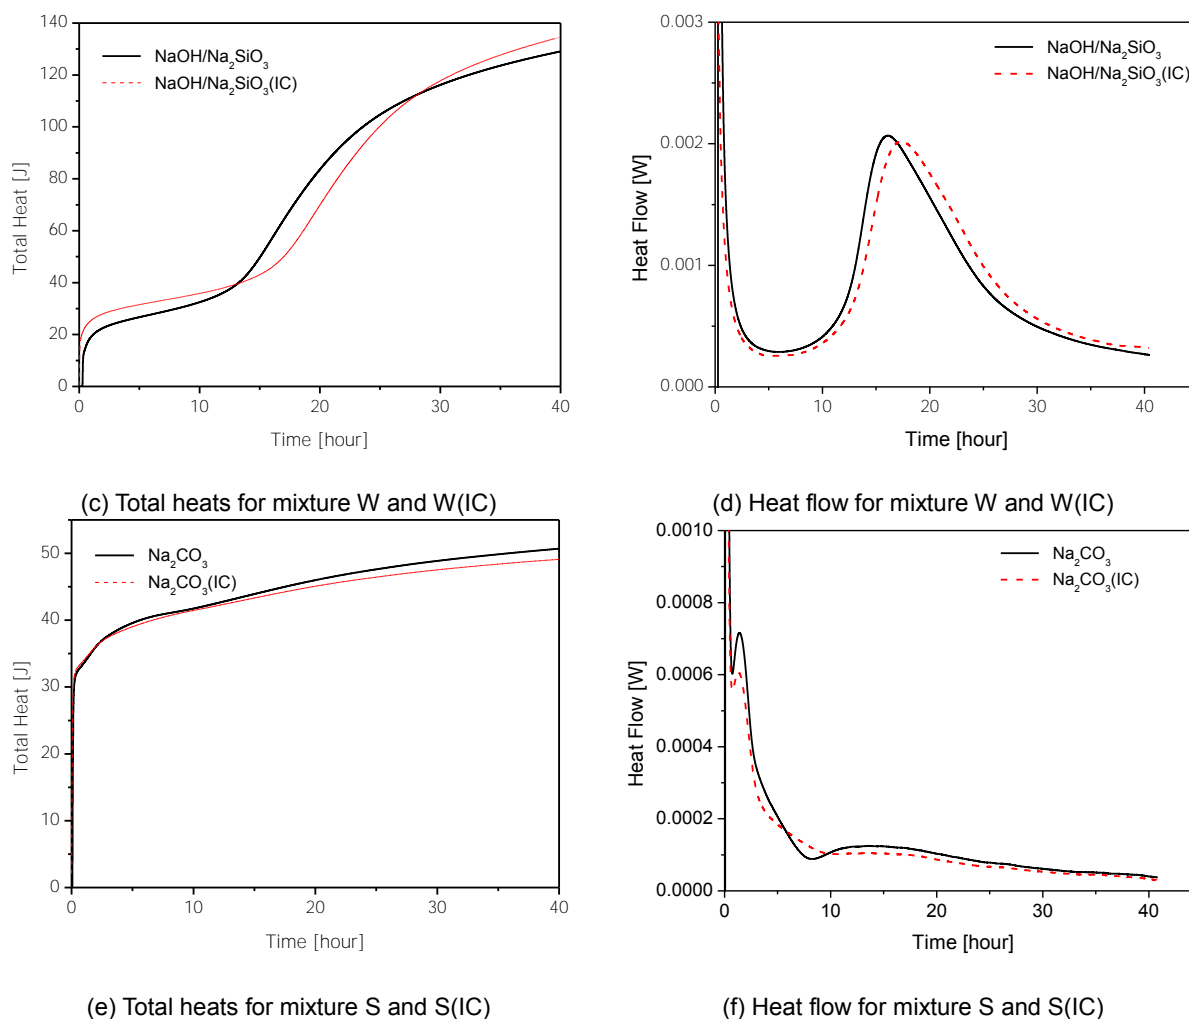 140
120
100
80
60
40
20
0
Total Heat [J]
NaOH/Na₂SiO₃
NaOH/Na₂SiO₃(IC)
0 10 20 30 40
Time [hour]
(c) Total heats for mixture W and W(IC)
0.003
0.002
0.001
0.000
Heat Flow [W]
NaOH/Na₂SiO₃
NaOH/Na₂SiO₃(IC)
0 10 20 30 40
Time [hour]
(d) Heat flow for mixture W and W(IC)
50
40
30
20
10
0
Total Heat [J]
Na₂CO₃
Na₂CO₃(IC)
0 10 20 30 40
Time [hour]
(e) Total heats for mixture S and S(IC)
0.0010
0.0008
0.0006
0.0004
0.0002
0.0000
Heat Flow [W]
Na₂CO₃
Na₂CO₃(IC)
0 10 20 30 40
Time [hour]
(f) Heat flow for mixture S and S(IC)